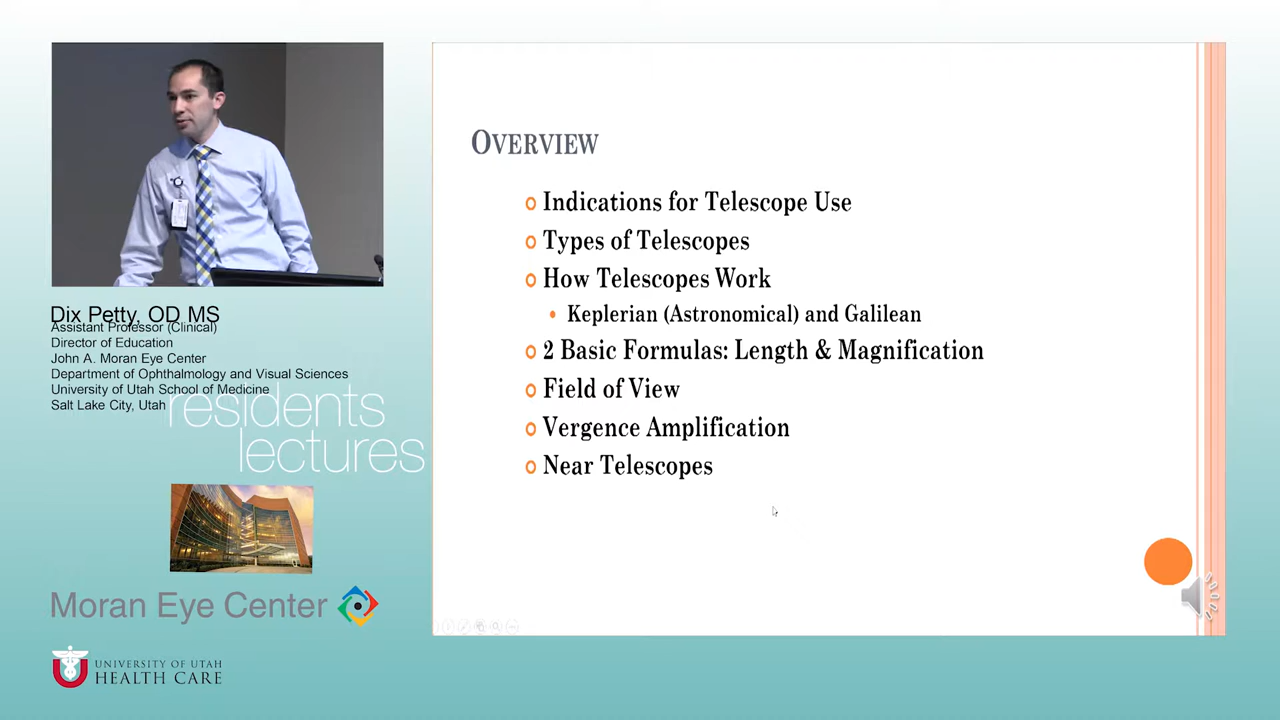 Dix Petty, OD MS
Assistant Professor (Clinical)
Director of Education
John A. Moran Eye Center
Department of Ophthalmology and Visual Sciences
University of Utah School of Medicine
Salt Lake City, Utah
residents
lectures
Moran Eye Center
UNIVERSITY OF UTAH
HEALTH CARE
OVERVIEW
Indications for Telescope Use
Types of Telescopes
How Telescopes Work
Keplerian (Astronomical) and Galilean
2 Basic Formulas: Length & Magnification
Field of View
Vergence Amplification
Near Telescopes